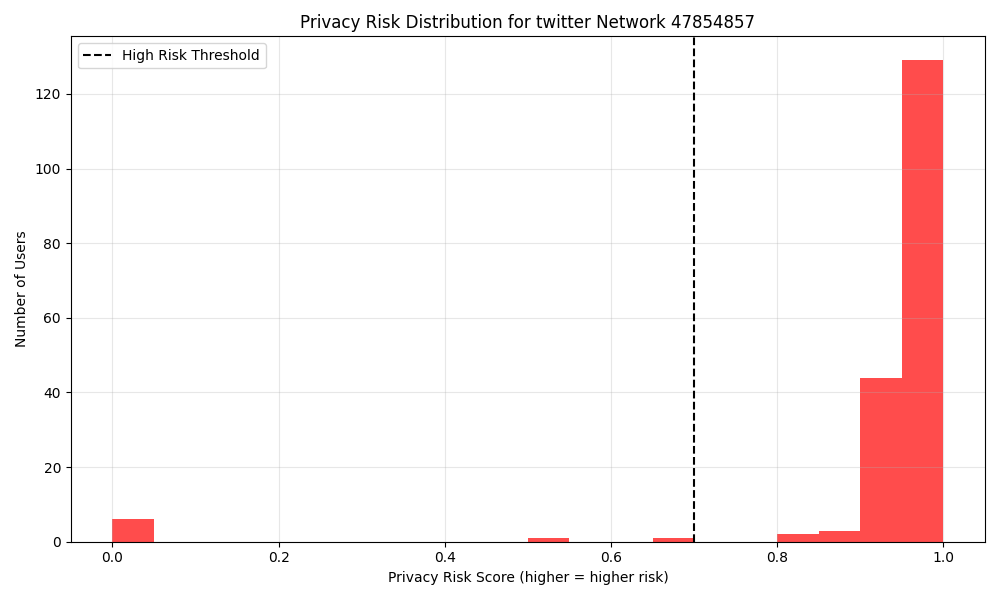 Privacy Risk Distribution for twitter Network 47854857
High Risk Threshold
120
100
80
60
40
20
0
Number of Users
0.0 0.2 0.4 0.6 0.8 1.0
Privacy Risk Score (higher = higher risk)